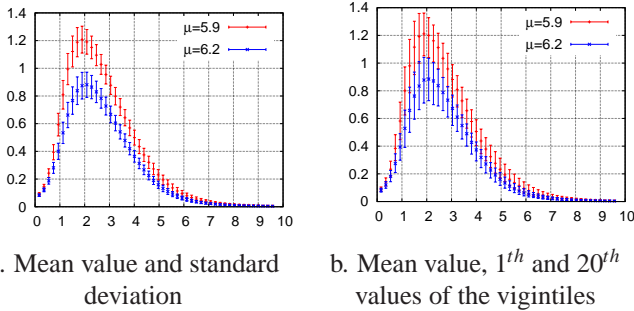 1.4
1.2
1
0.8
0.6
0.4
0.2
0
0 1 2 3 4 5 6 7 8 9 10
μ=5.9
μ=6.2
. Mean value and standard
deviation
1.4
1.2
1
0.8
0.6
0.4
0.2
0
0 1 2 3 4 5 6 7 8 9 10
μ=5.9
μ=6.2
b. Mean value, 1th and 20th
values of the vigintiles